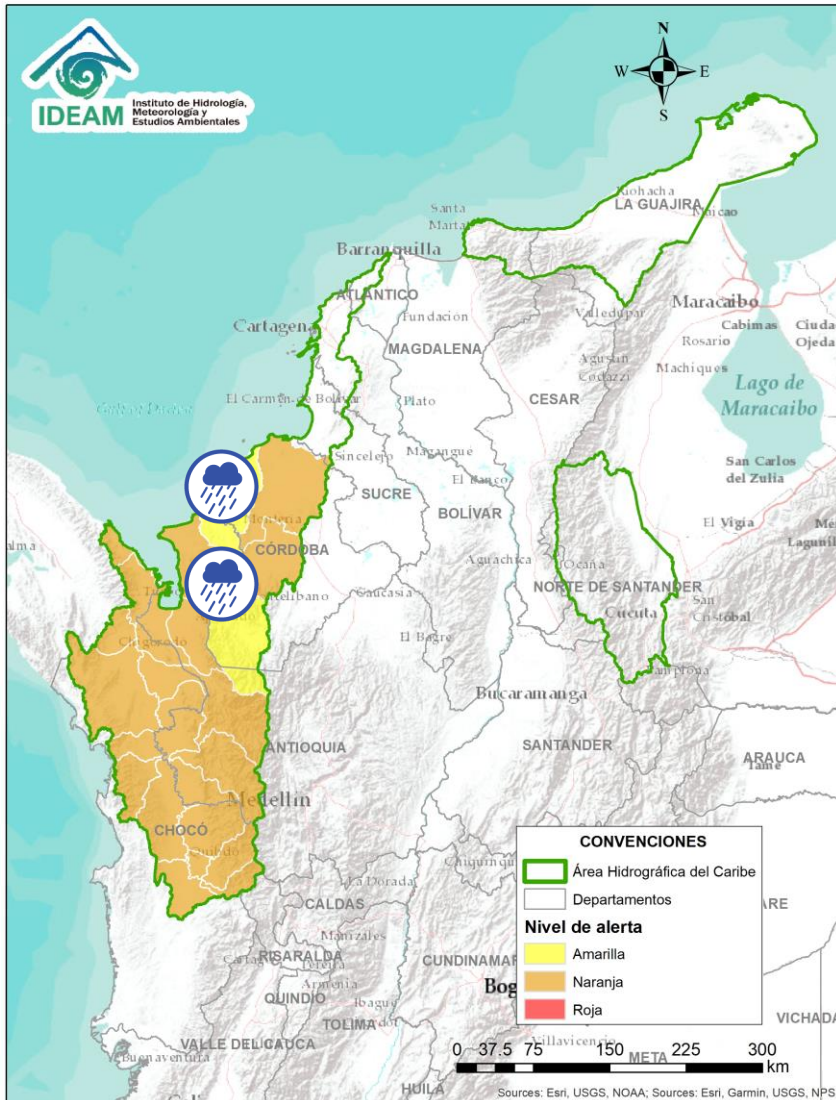 IDEAM
Instituto de Hidrología,
Meteorología y
Estudios Ambientales
N
W
E
S
Riohacha
LA GUAJIRA
Maicao
Santa
Marta
Barranquilla
ATLÁNTICO
Maracaibo
Cabimas
Ciudad
Ojeda
Rosario
Machiques
Cartagena
Fundación
Valledupar
MAGDALENA
Agustín
Codazzi
CESAR
Lago de
Maracaibo
El Carmen de Bolívar
Plato
San Carlos
del Zulia
Sincelejo
Magangué
El Banco
SUCRE
BOLÍVAR
El Vigía
Montería
CÓRDOBA
Aguachica
Ocaña
NORTE DE SANTANDER
Caucasia
Cúcuta
San
Cristóbal
El Bagre
Chigorodó
Pamplona
Bucaramanga
ANTIOQUIA
SANTANDER
ARAUCA
Tame
Medellín
CHOCÓ
Quibdó
La Dorada
CALDAS
Manizales
RISARALDA
Pereira
CUNDINAMAR
Armenia
QUINDÍO
Ibagué
TOLIMA
Bog
VALLE DEL CAUCA
Buenaventura
HUILA
Villavicencio
META
VICHADA
CONVENCIONES
Área Hidrográfica del Caribe
Departamentos
Nivel de alerta
Amarilla
Naranja
Roja
0 37.5 75 150 225 300
km
Sources: Esri, USGS, NOAA; Sources: Esri, Garmin, USGS, NPS